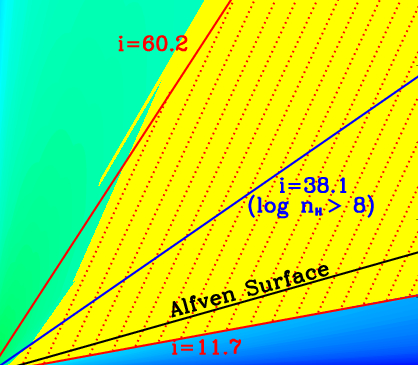 i=60.2
i=38.1
(log n_H > 8)
Alfven Surface
i=11.7